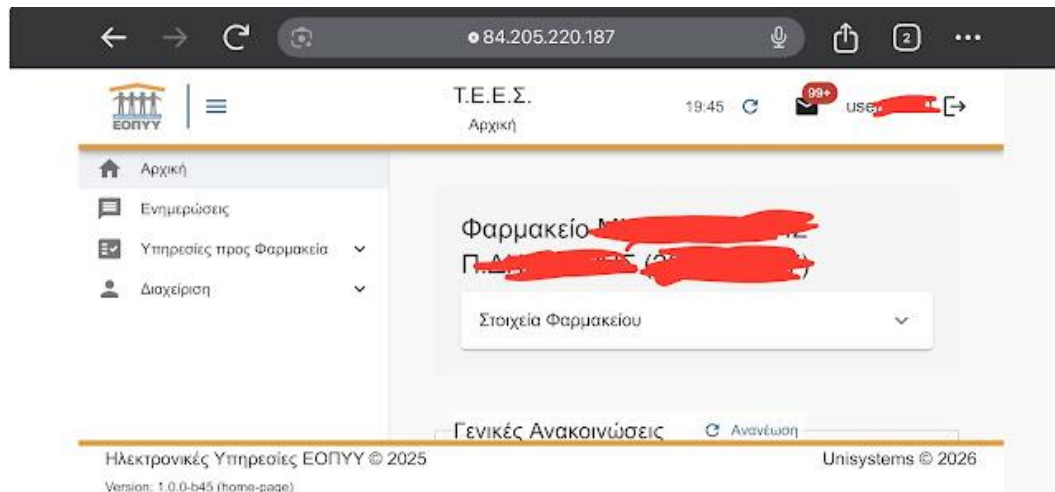 84.205.220.187
2
ΕΟΠΥΥ
Τ.Ε.Ε.Σ.
Αρχική
19:45
99+
use
Αρχική
Ενημερώσεις
Υπηρεσίες προς Φαρμακεία
Διαχείριση
Φαρμακείο
Στοιχεία Φαρμακείου
Γενικές Ανακοινώσεις
Ανανέωση
Ηλεκτρονικές Υπηρεσίες ΕΟΠΥΥ © 2025
Unisystems © 2026
Version: 1.0.0-b45 (home-page)